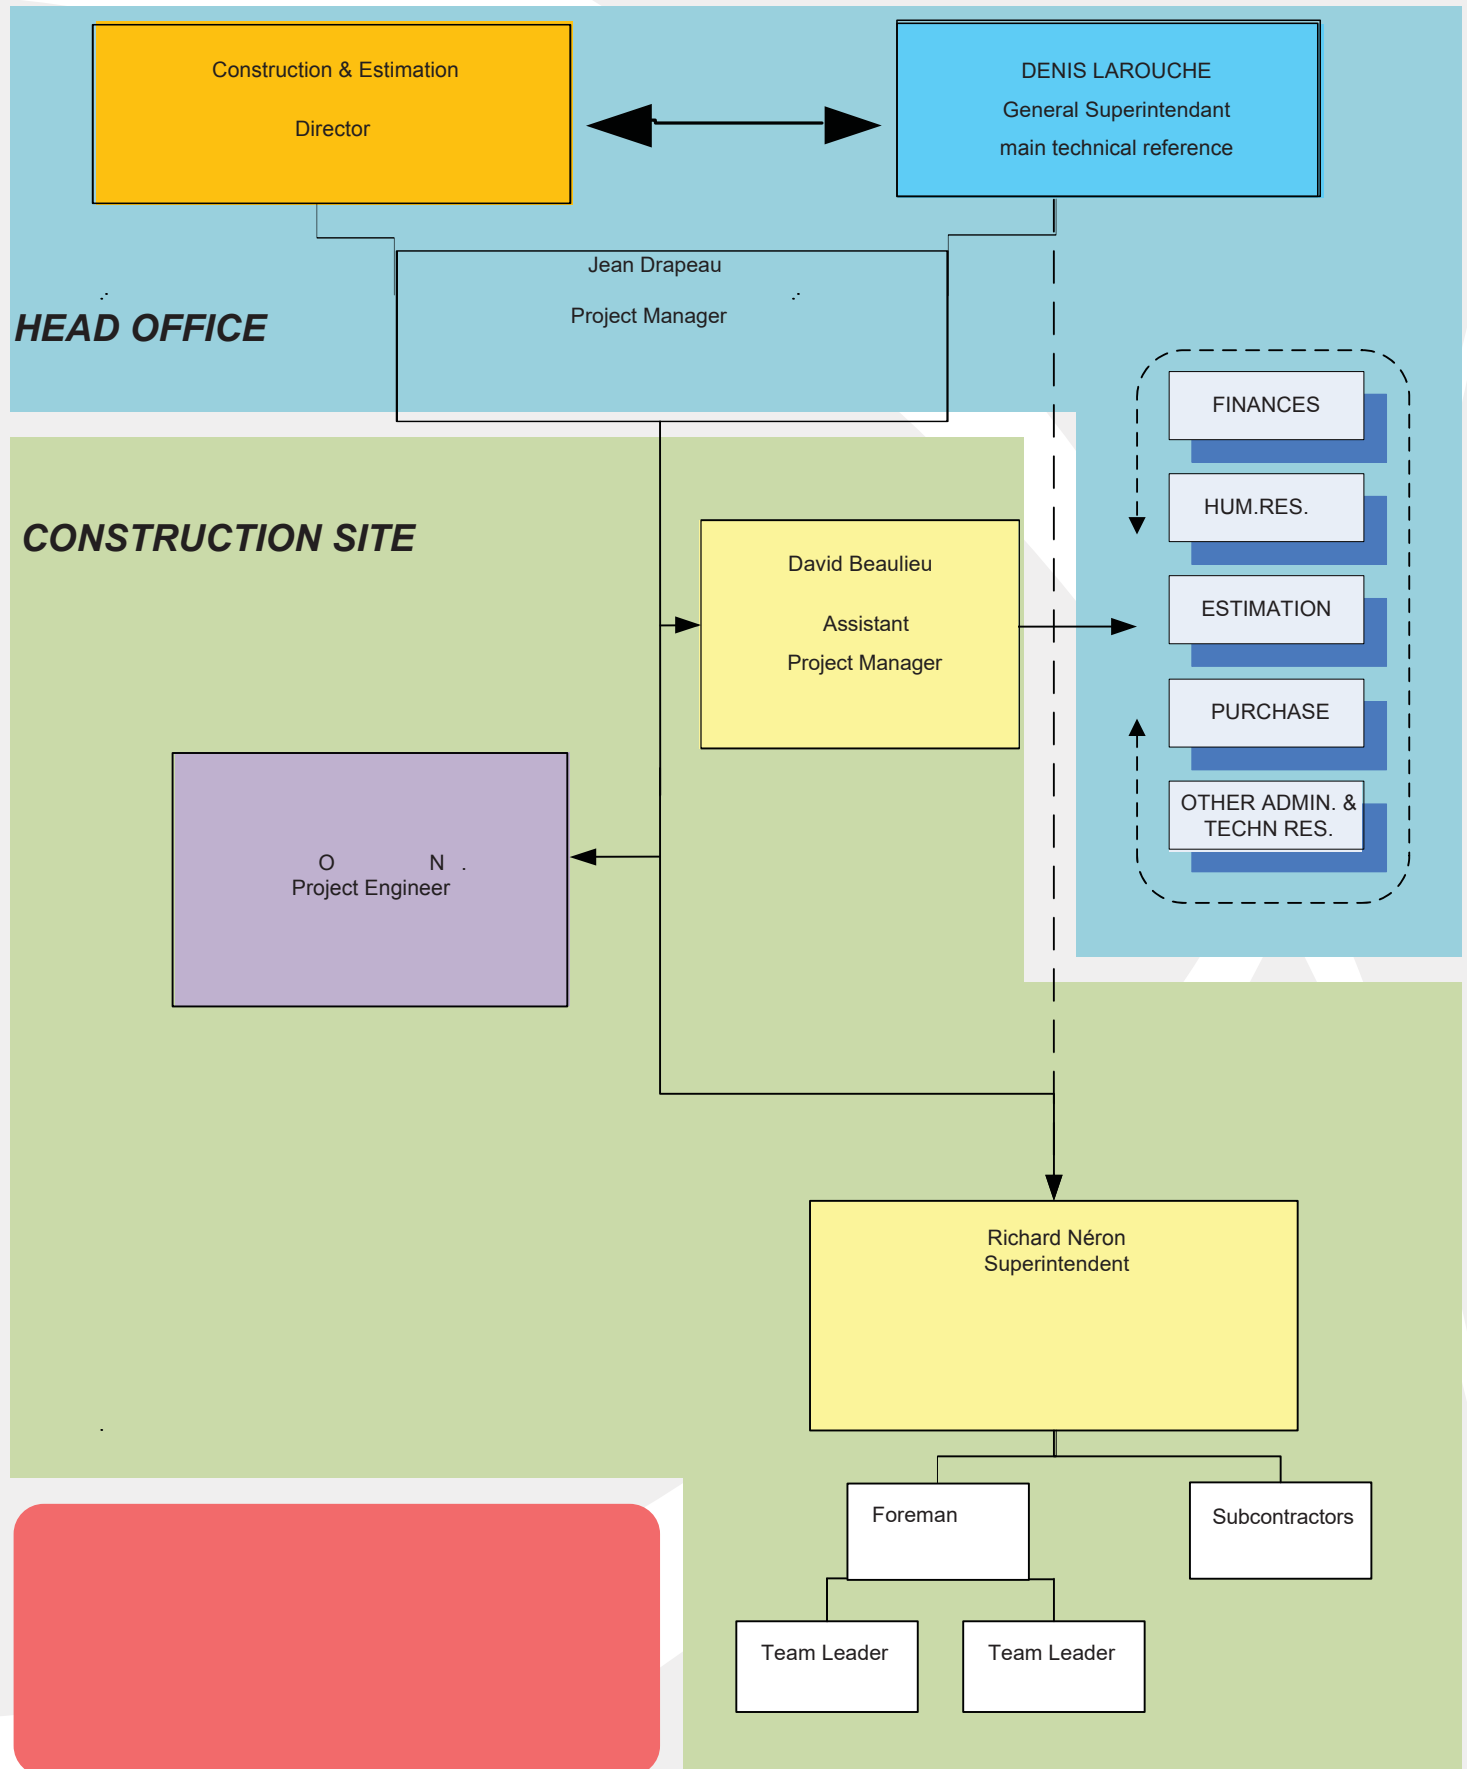 Construction & Estimation
Director
DENIS LAROUCHE
General Superintendant
main technical reference
Jean Drapeau
Project Manager
HEAD OFFICE
FINANCES
HUM.RES.
ESTIMATION
PURCHASE
OTHER ADMIN. &
TECHN RES.
CONSTRUCTION SITE
David Beaulieu
Assistant
Project Manager
O N .
Project Engineer
Richard Néron
Superintendent
Foreman
Subcontractors
Team Leader
Team Leader